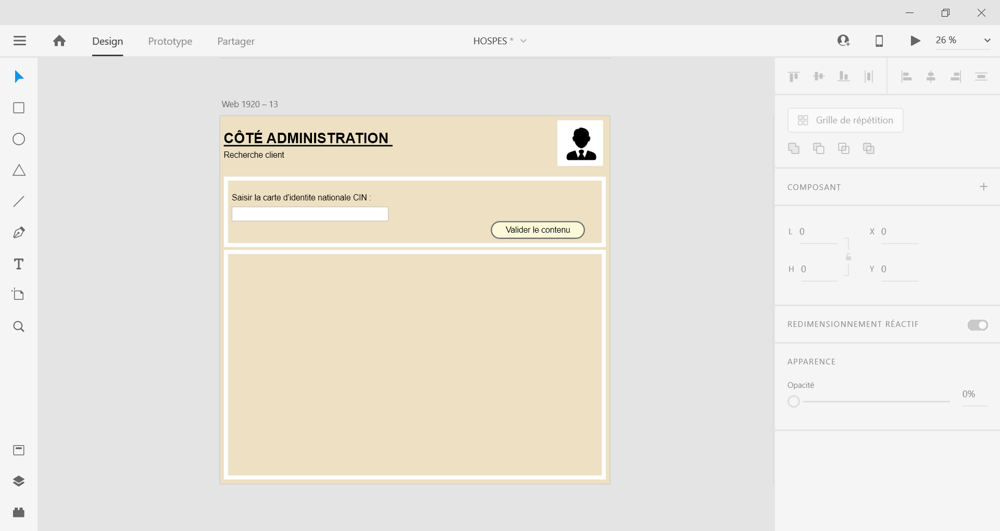 Design
Prototype
Partager
HOSPES *
26 %
Web 1920 – 13
CÔTÉ ADMINISTRATION
Recherche client
Saisir la carte d'identite nationale CIN :
Valider le contenu
Grille de répétition
COMPOSANT
L 0
X 0
H 0
Y 0
REDIMENSIONNEMENT RÉACTIF
APPARENCE
Opacité
0%